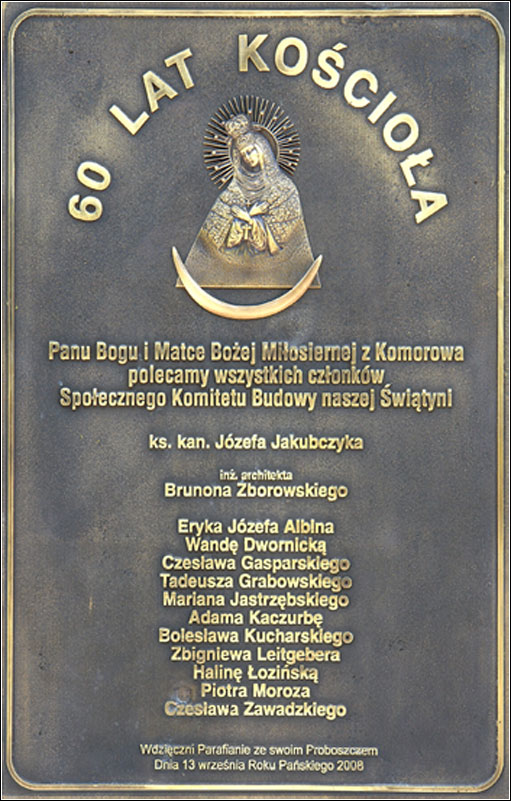 60 LAT KOŚCIOŁA
Panu Bogu i Matce Bożej Miłosiernej z Komorowa
polecamy wszystkich członków
Społecznego Komitetu Budowy naszej Świątyni
ks. kan. Józefa Jakubczyka
inż. architekta
Brunona Zborowskiego
Eryka Józefa Albina
Wandę Dwornicką
Czesława Gasparskiego
Tadeusza Grabowskiego
Mariana Jastrzębskiego
Adama Kaczurbę
Bolesława Kucharskiego
Zbigniewa Leitgebera
Halinę Łozińską
Piotra Moroza
Czesława Zawadzkiego
Wdzięczni Parafianie ze swoim Proboszczem
Dnia 13 września Roku Pańskiego 2008